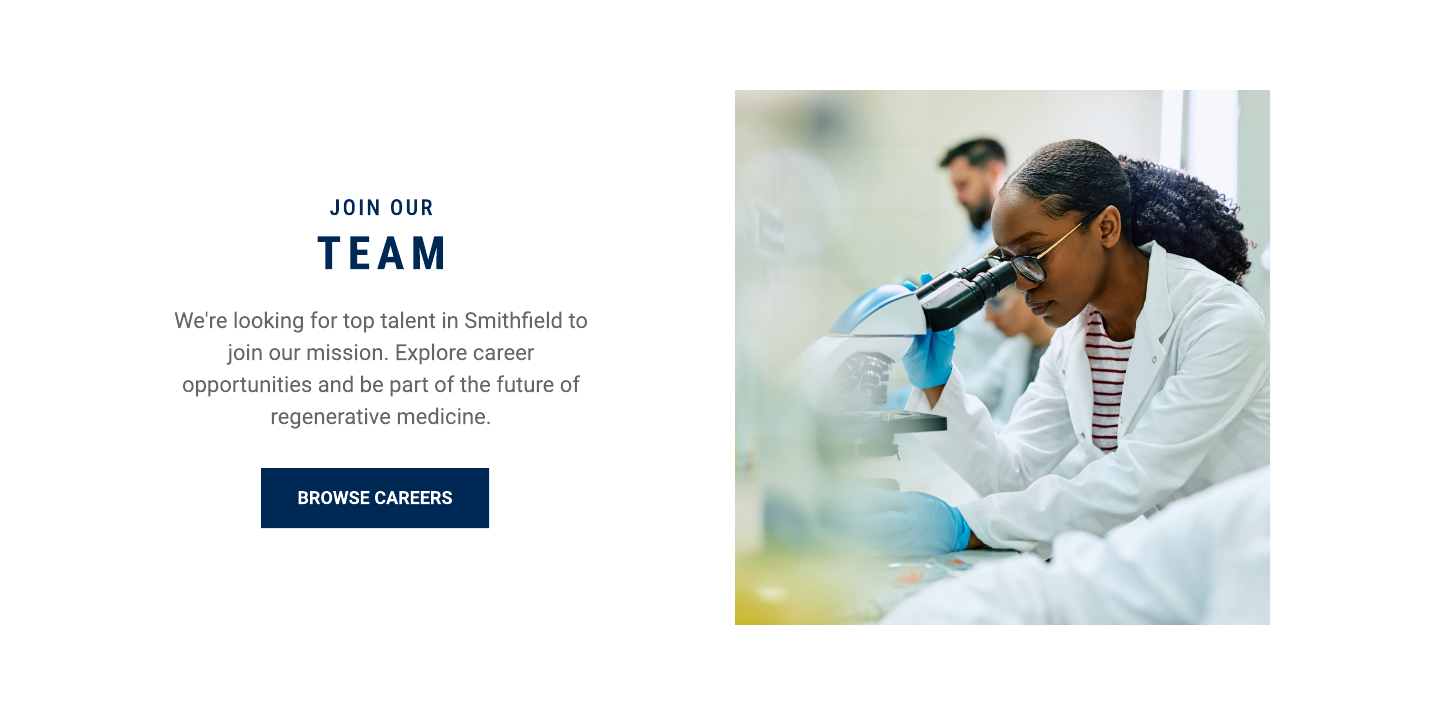 JOIN OUR
TEAM
We're looking for top talent in Smithfield to
join our mission. Explore career
opportunities and be part of the future of
regenerative medicine.
BROWSE CAREERS